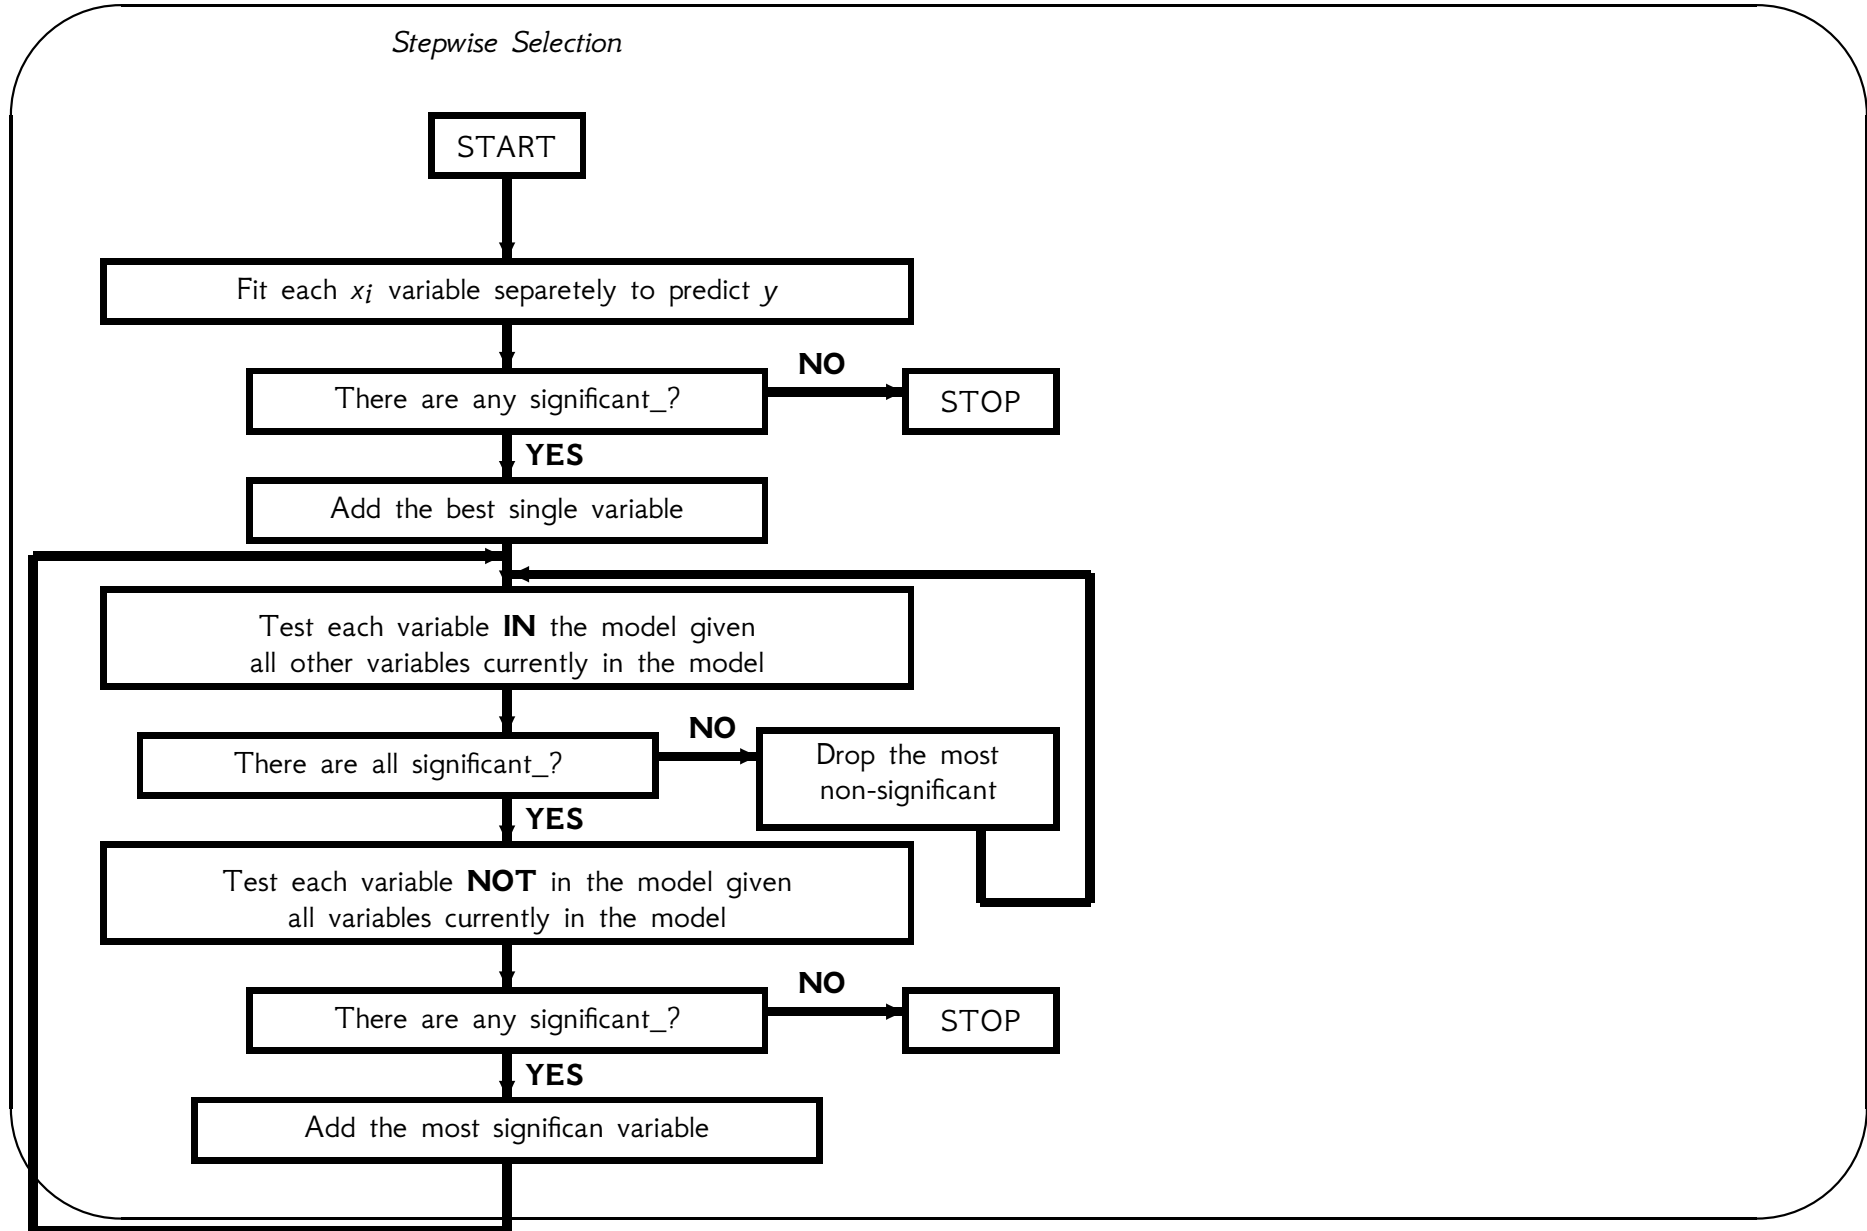 Stepwise Selection
START
Fit each xi variable separetely to predict y
There are any significant_?
NO
STOP
YES
Add the best single variable
Test each variable IN the model given
all other variables currently in the model
There are all significant_?
NO
Drop the most
non-significant
YES
Test each variable NOT in the model given
all variables currently in the model
There are any significant_?
NO
STOP
YES
Add the most significan variable